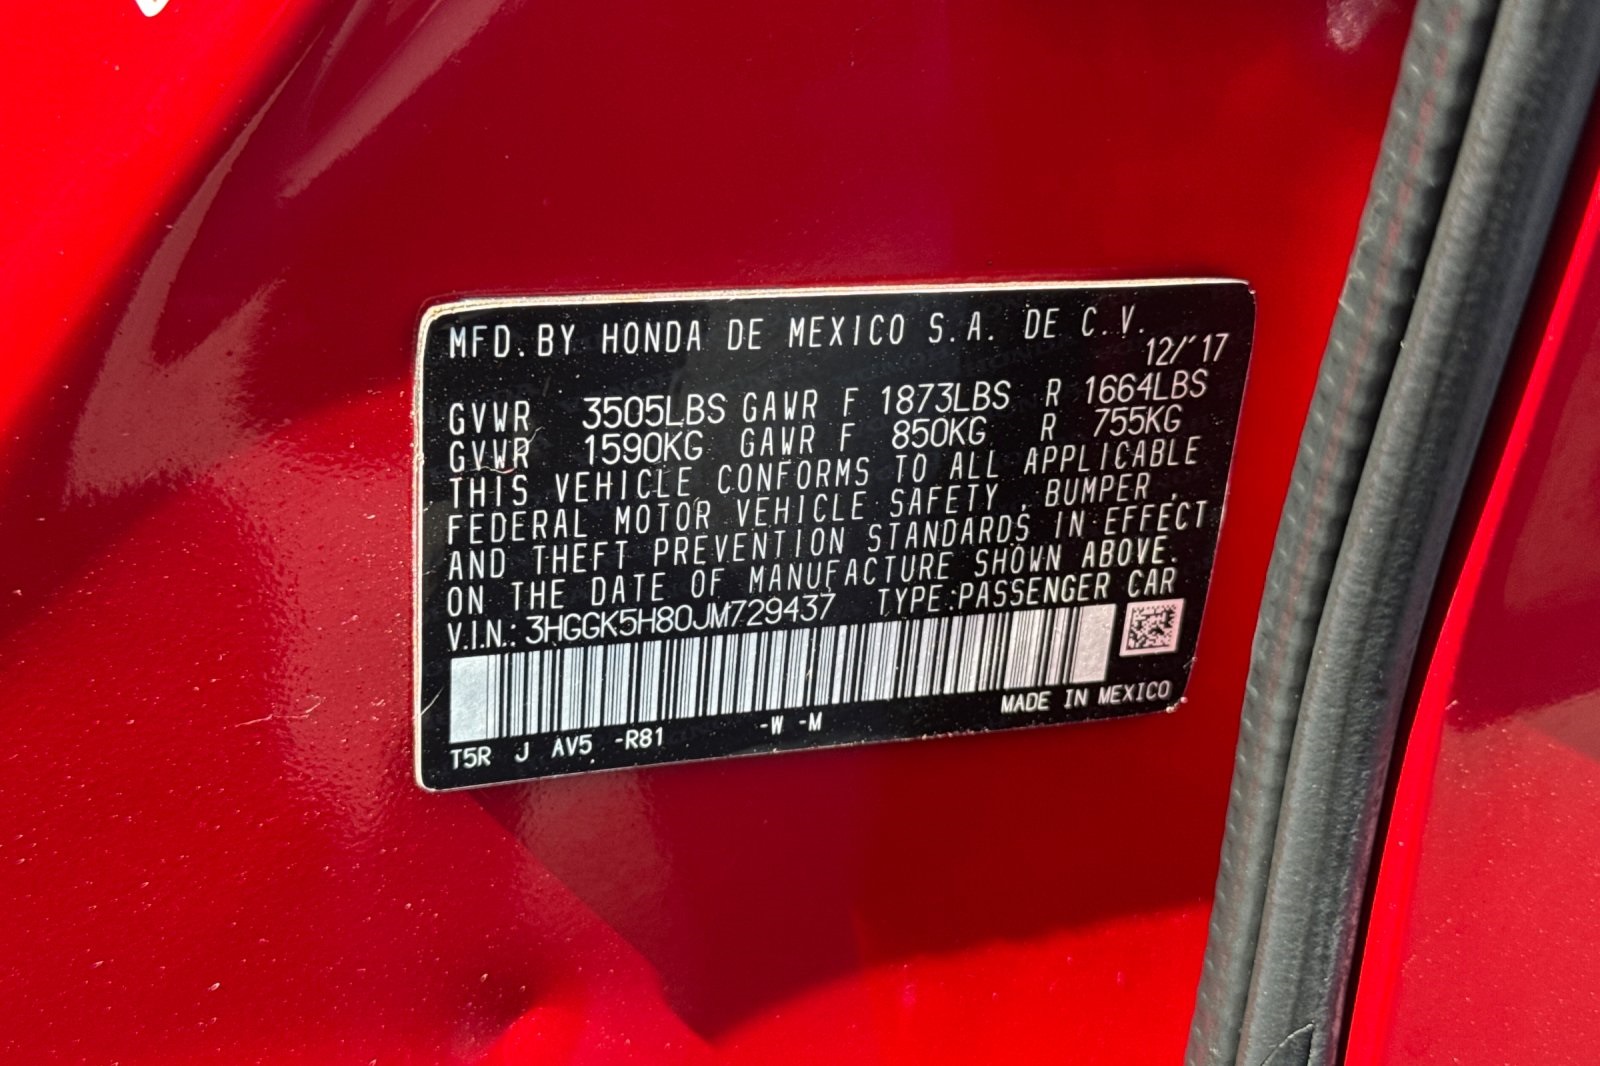 MFD. BY HONDA DE MEXICO S.A. DE C.V.
12/'17
GVWR 3505LBS GAWR F 1873LBS R 1664LBS
GVWR 1590KG GAWR F 850KG R 755KG
THIS VEHICLE CONFORMS TO ALL APPLICABLE
FEDERAL MOTOR VEHICLE SAFETY, BUMPER,
AND THEFT PREVENTION STANDARDS IN EFFECT
ON THE DATE OF MANUFACTURE SHOWN ABOVE.
V.I.N.: 3HGGK5H80JM729437 TYPE:PASSENGER CAR
MADE IN MEXICO
T5R J AV5 -R81 -W -M